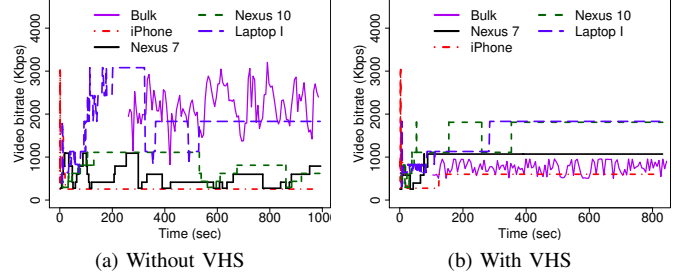 Bulk
iPhone
Nexus 7
Nexus 10
Laptop I
Video bitrate (Kbps)
0 1000 2000 3000 4000
0 200 400 600 800 1000
Time (sec)
(a) Without VHS
Bulk
Nexus 7
iPhone
Nexus 10
Laptop I
Video bitrate (Kbps)
0 1000 2000 3000 4000
0 200 400 600 800
Time (sec)
(b) With VHS